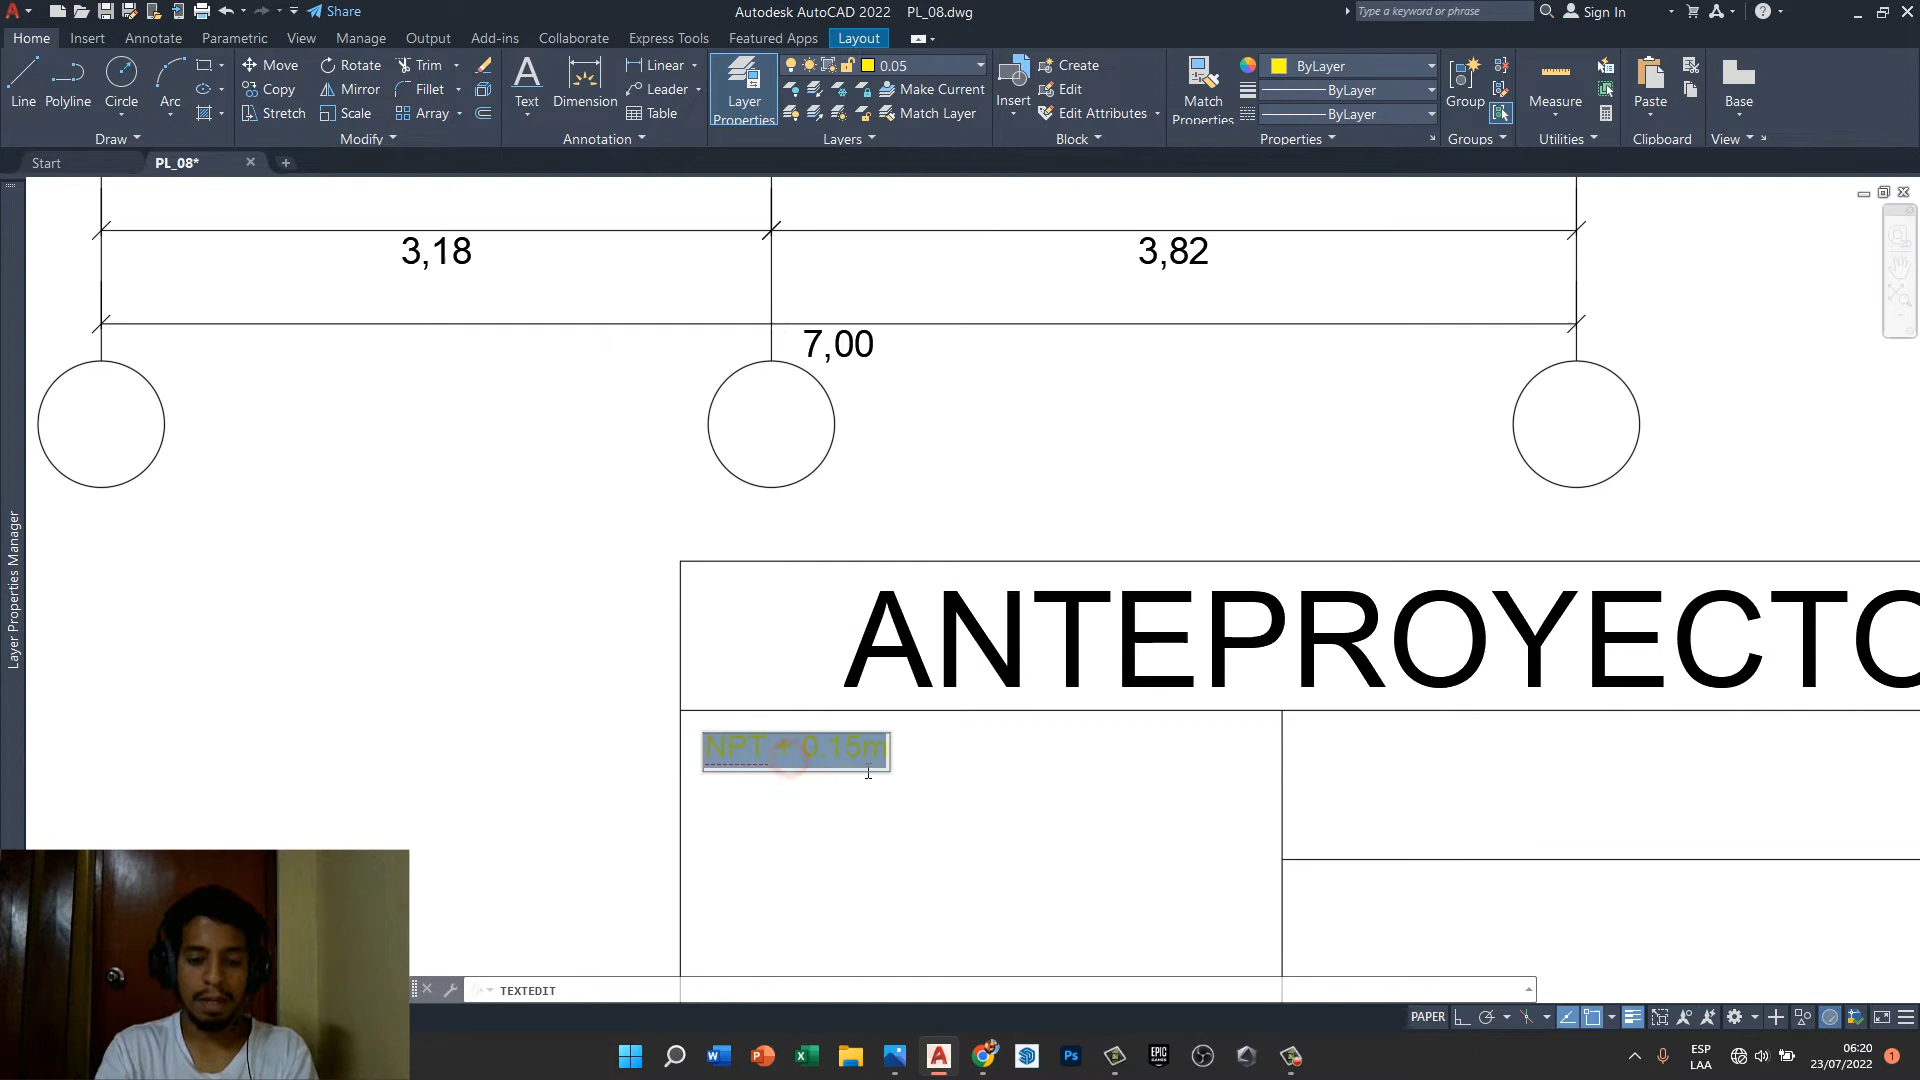 Share
Autodesk AutoCAD 2022 PL_08.dwg
Type a keyword or phrase
Sign In
Home Insert Annotate Parametric View Manage Output Add-ins Collaborate Express Tools Featured Apps Layout
Line Polyline Circle Arc
Move Rotate Trim
Copy Mirror Fillet
Stretch Scale Array
Text Dimension
Linear
Leader
Table
Layer Properties
0.05
Make Current
Match Layer
Insert
Create
Edit
Edit Attributes
Match Properties
ByLayer
ByLayer
ByLayer
Group Measure Paste Base
Draw Modify Annotation Layers Block Properties Groups Utilities Clipboard View
Start PL_08*
3,18 3,82
7,00
Layer Properties Manager
ANTEPROYECTO
NPT + 0.15m
TEXTEDIT
PAPER
ESP
LAA
06:20
23/07/2022
1